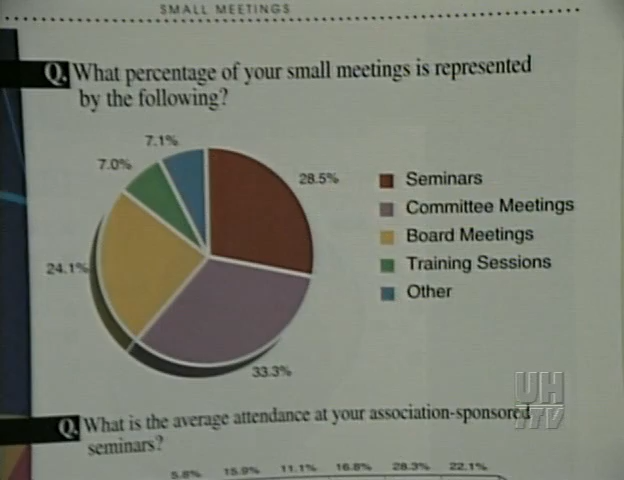 SMALL MEETINGS
Q. What percentage of your small meetings is represented
by the following?
7.1%
7.0%
28.5%
24.1%
33.3%
Seminars
Committee Meetings
Board Meetings
Training Sessions
Other
UH
ITV
Q. What is the average attendance at your association-sponsored
seminars?
5.8% 15.9% 11.1% 16.8% 28.3% 22.1%